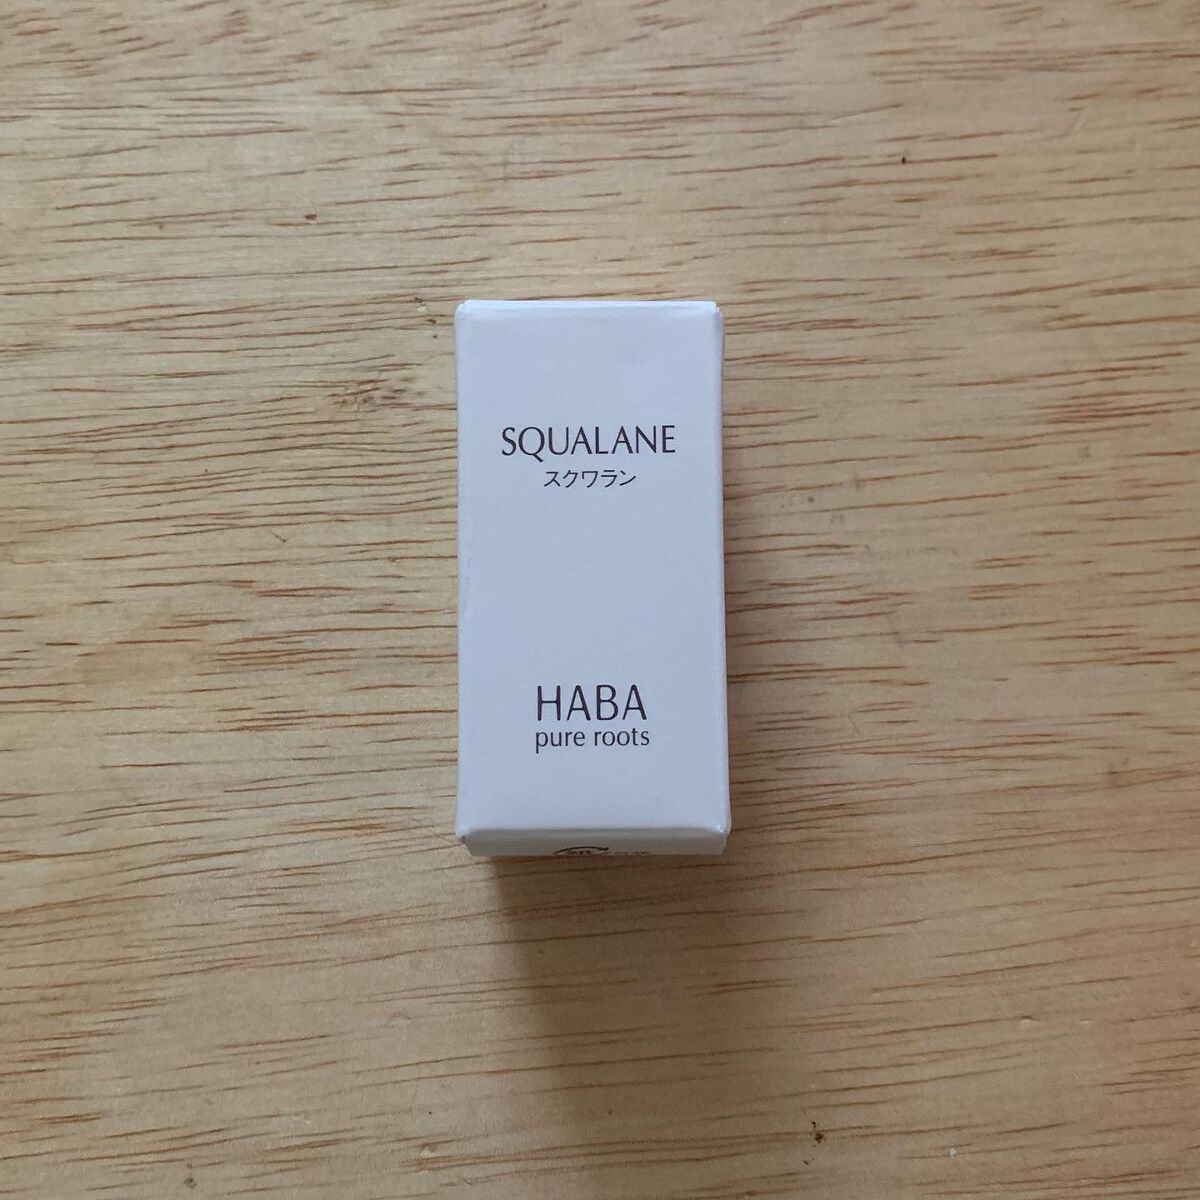 SQUALANE
スクワラン
HABA
pure roots